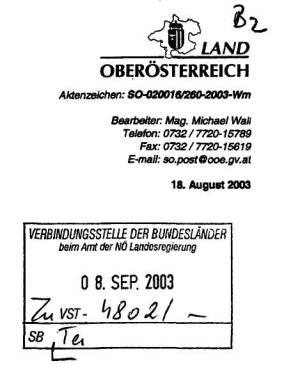 B2
LAND
OBERÖSTERREICH
Aktenzeichen: SO-020016/260-2003-Wm
Bearbeiter: Mag. Michael Wall
Telefon: 0732 / 7720-15789
Fax: 0732 / 7720-15619
E-mail: so.post@ooe.gv.at
18. August 2003
VERBINDUNGSSTELLE DER BUNDESLÄNDER
beim Amt der NÖ Landesregierung
0 8. SEP. 2003
Zu VST- 4802/ –
SB